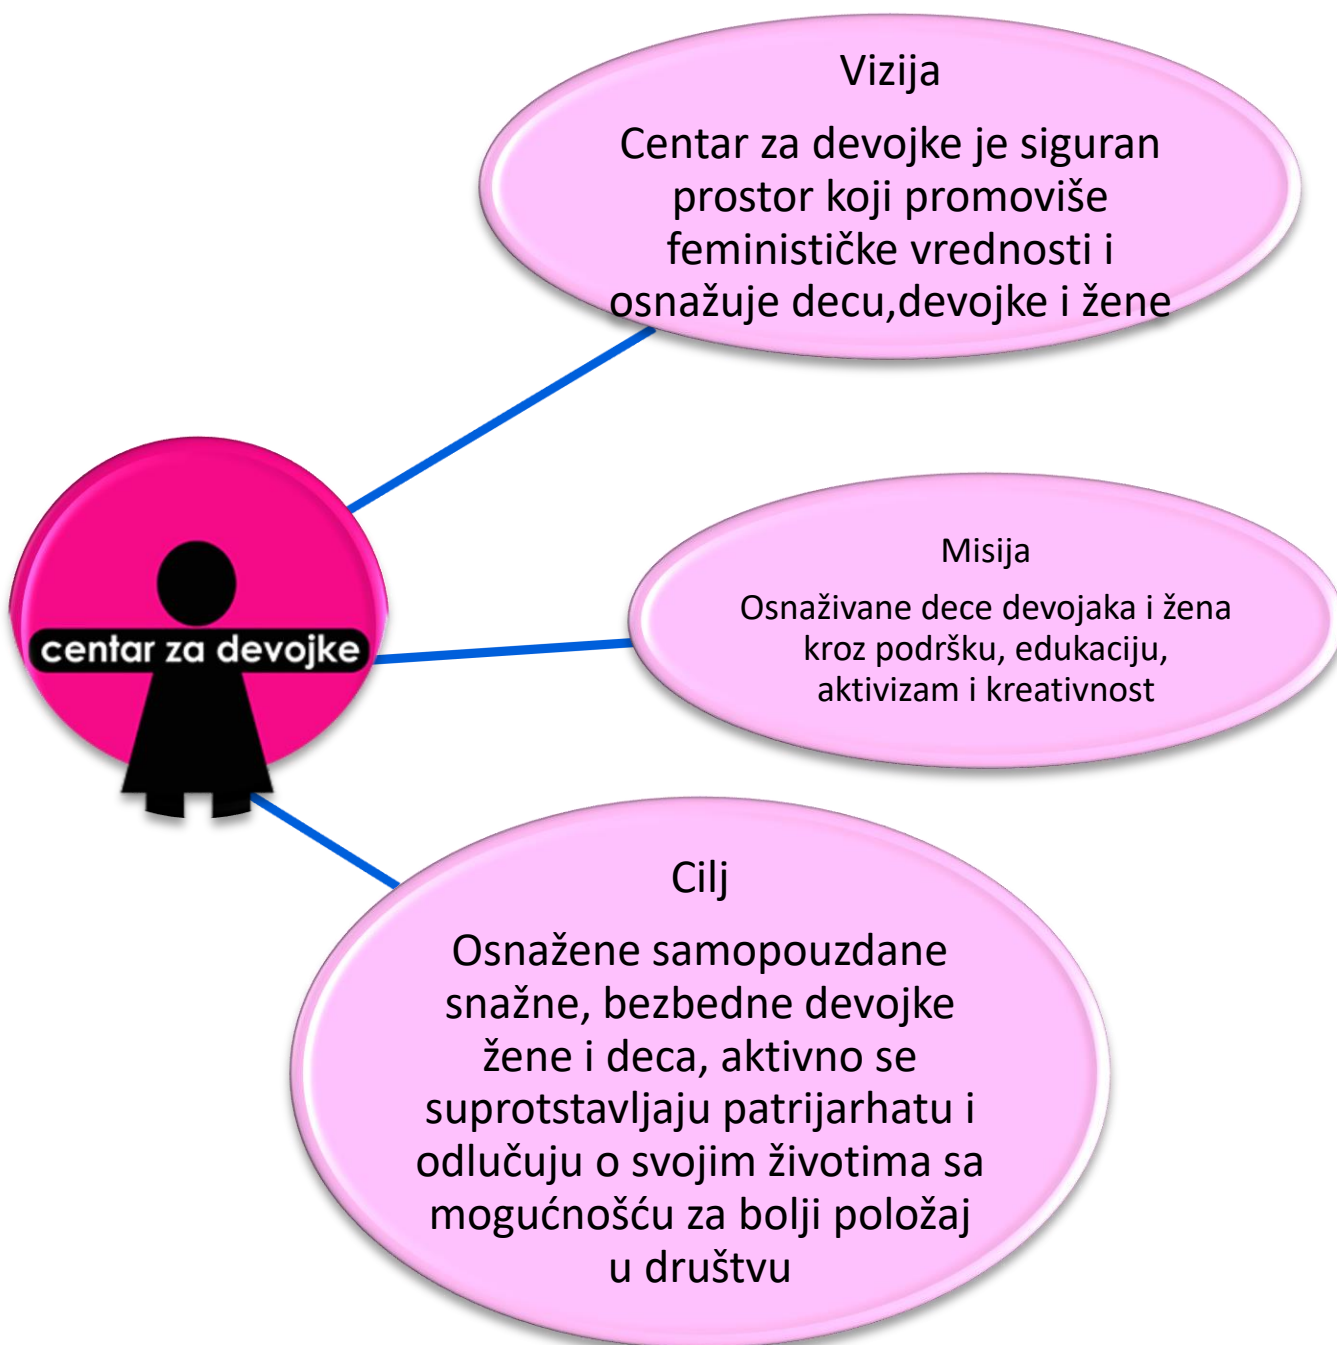 Vizija
Centar za devojke je siguran
prostor koji promoviše
feminističke vrednosti i
osnažuje decu,devojke i žene
centar za devojke
Misija
Osnaživane dece devojaka i žena
kroz podršku, edukaciju,
aktivizam i kreativnost
Cilj
Osnažene samopouzdane
snažne, bezbedne devojke
žene i deca, aktivno se
suprotstavljaju patrijarhatu i
odlučuju o svojim životima sa
mogućnošću za bolji položaj
u društvu